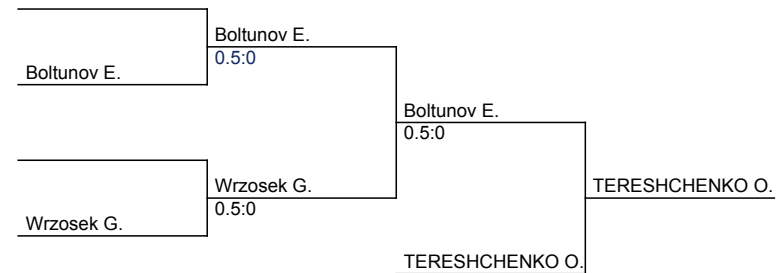 Boltunov E.
0.5:0
Boltunov E.
Boltunov E.
0.5:0
Wrzosek G.
TERESHCHENKO O.
0.5:0
Wrzosek G.
TERESHCHENKO O.